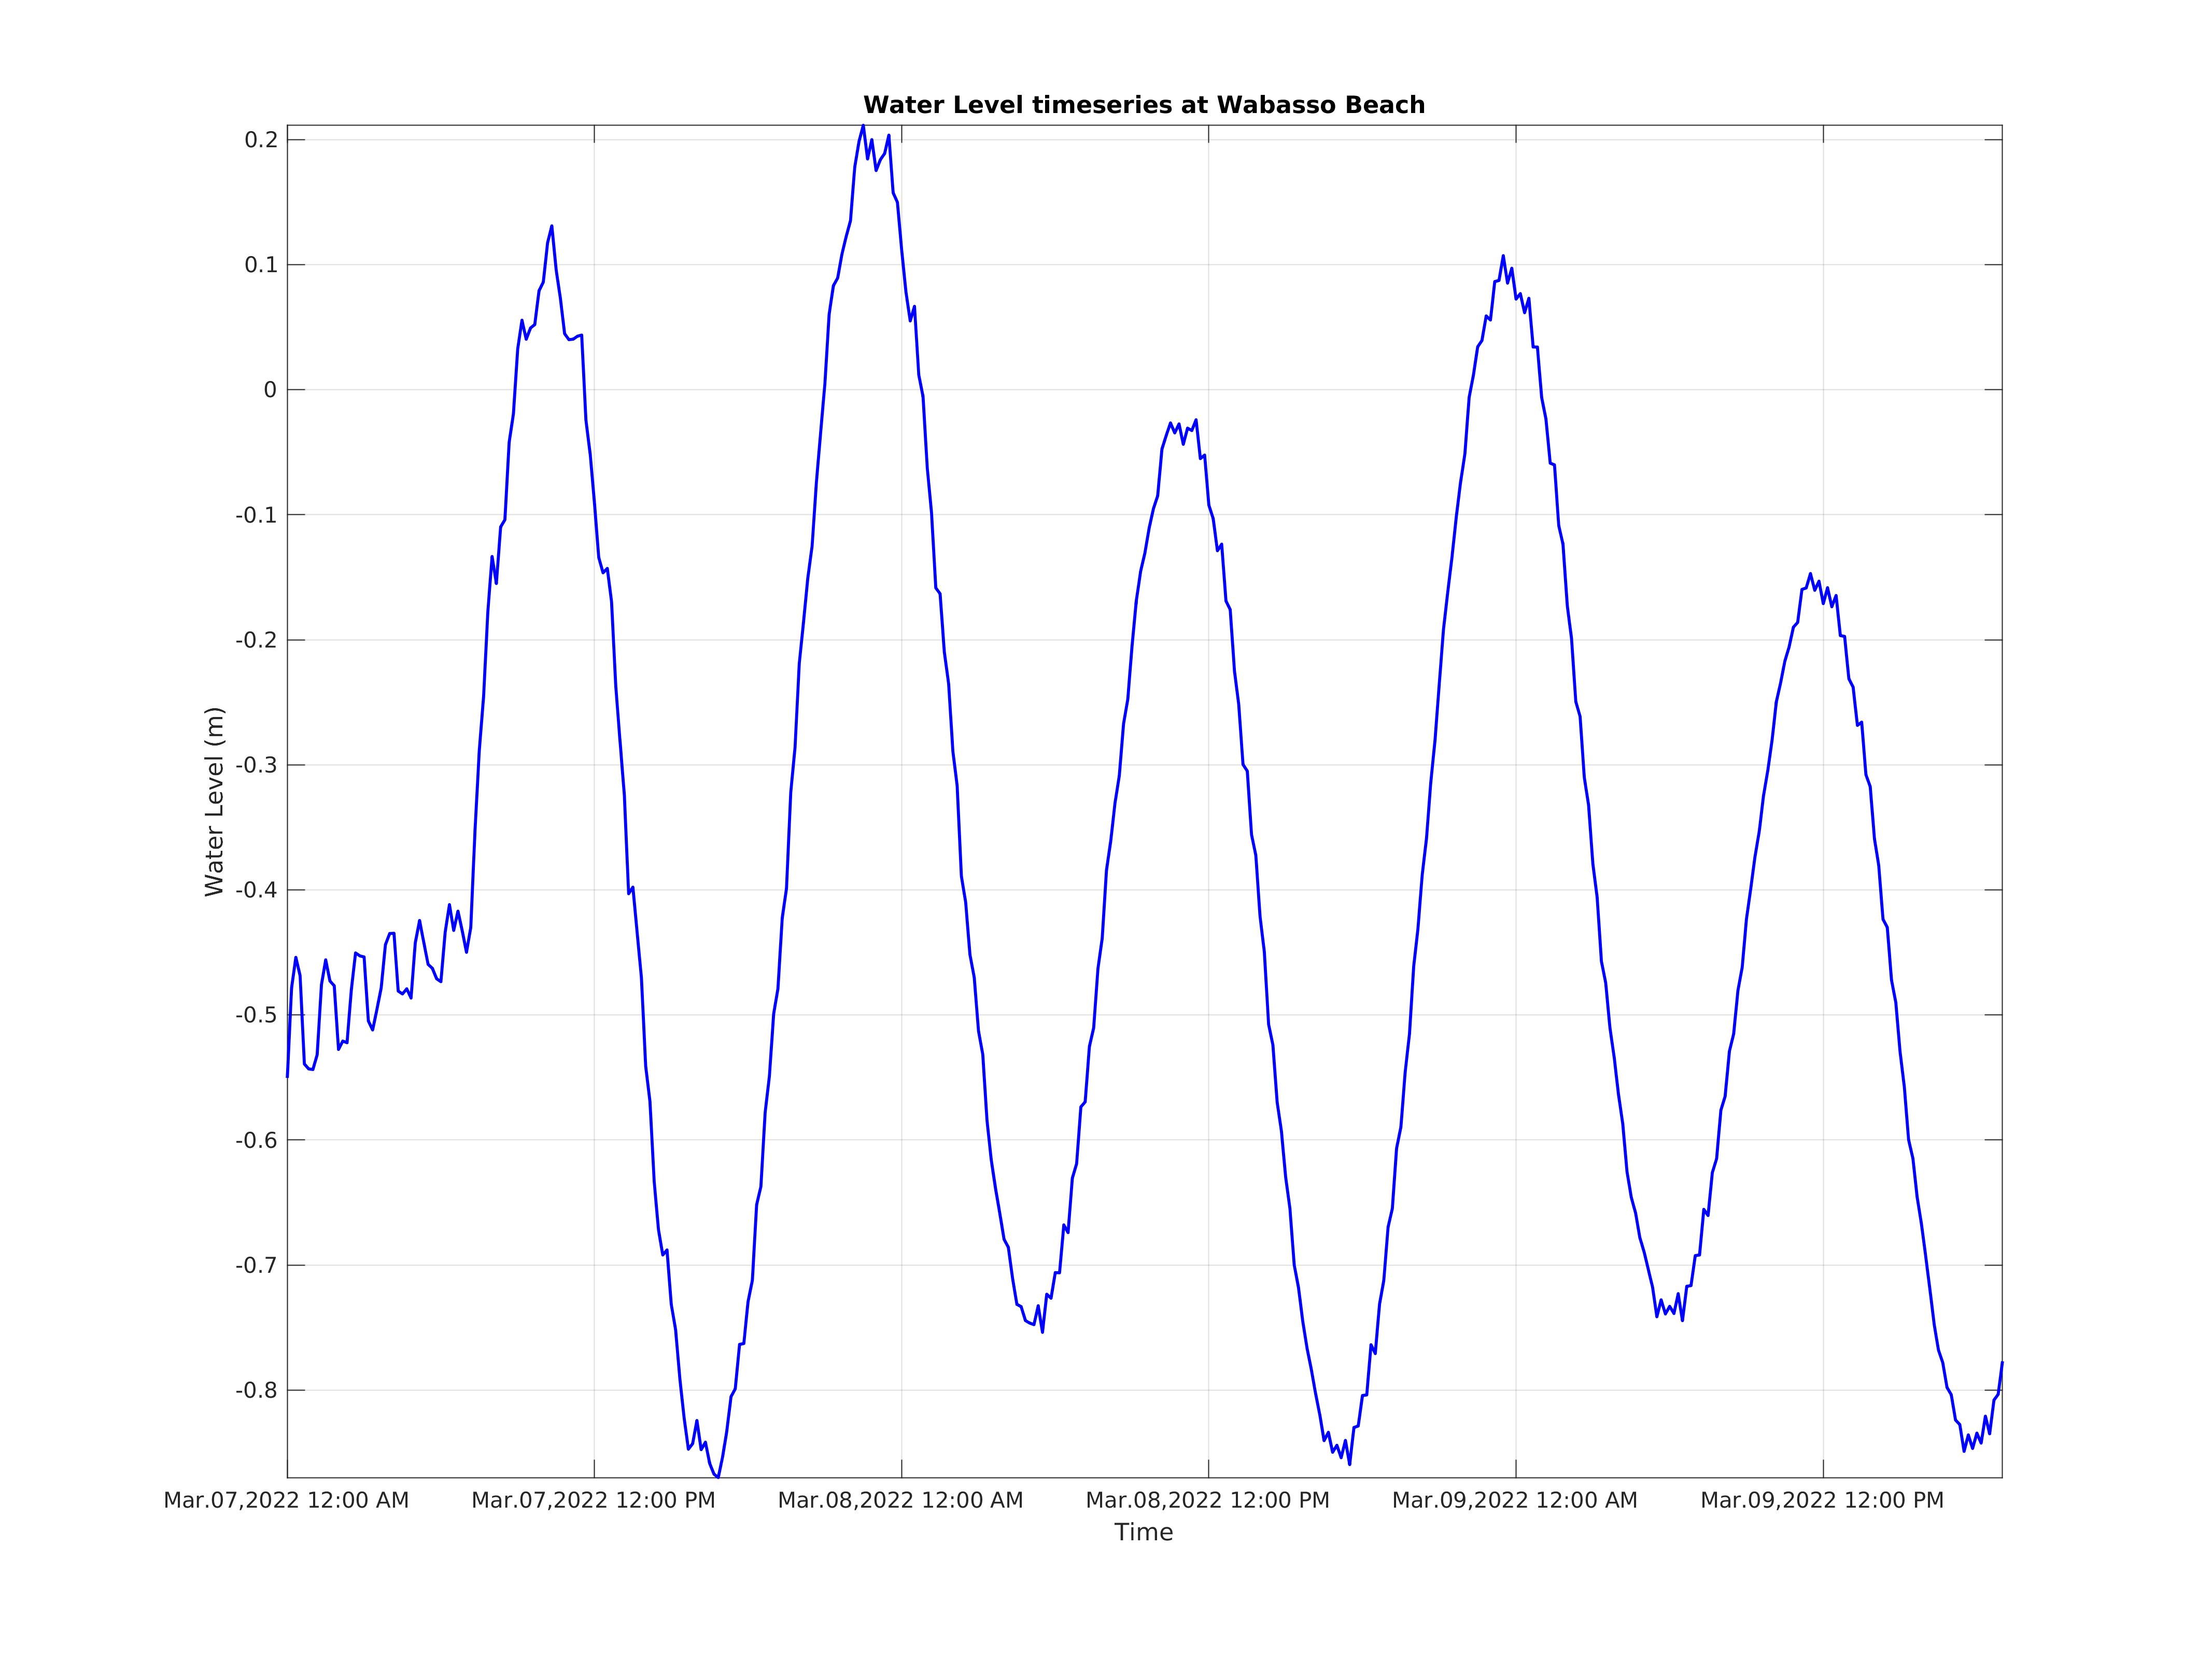 Water Level timeseries at Wabasso Beach
0.2
0.1
0
-0.1
-0.2
-0.3
-0.4
-0.5
-0.6
-0.7
-0.8
Water Level (m)
Mar.07,2022 12:00 AM
Mar.07,2022 12:00 PM
Mar.08,2022 12:00 AM
Mar.08,2022 12:00 PM
Mar.09,2022 12:00 AM
Mar.09,2022 12:00 PM
Time